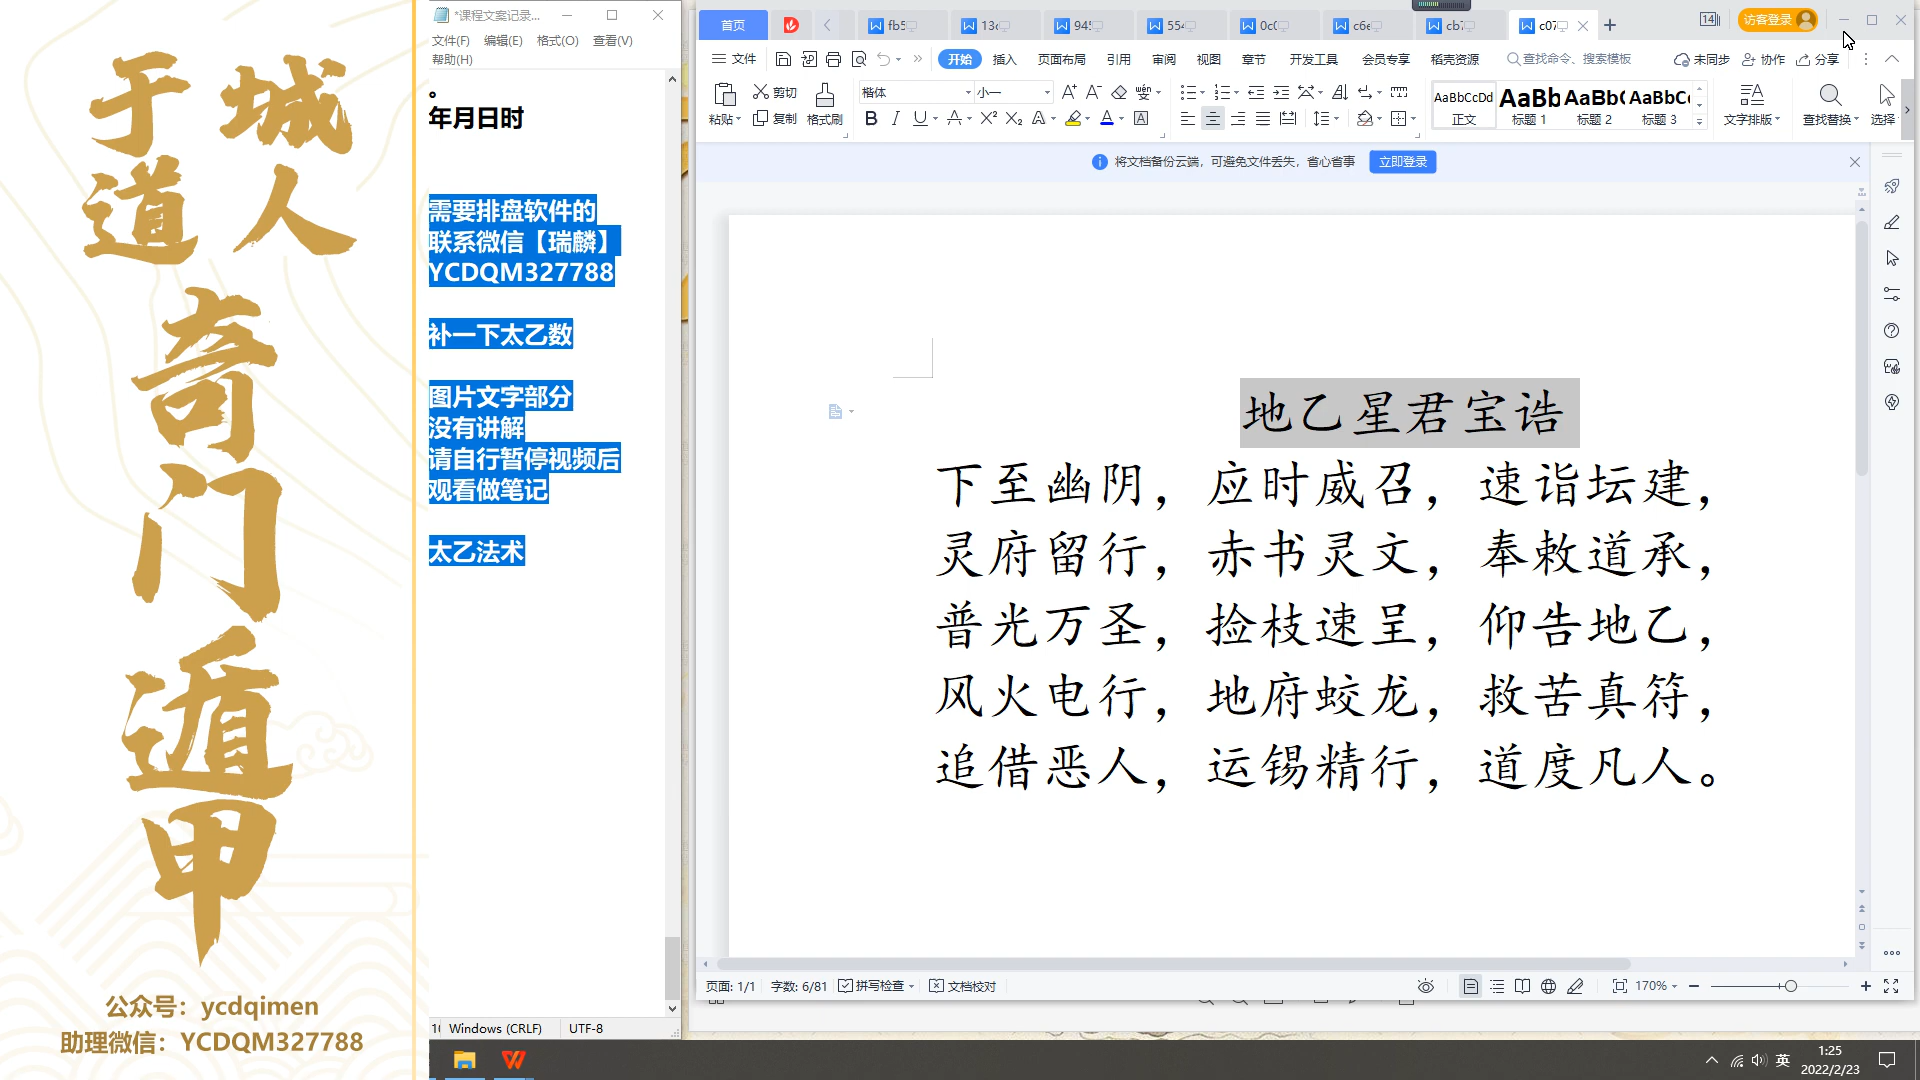 于城
道人
奇门遁甲
公众号：ycdqimen
助理微信：YCDQM327788
*课程文案记录...
文件(F) 编辑(E) 格式(O) 查看(V)
帮助(H)
。
年月日时
需要排盘软件的
联系微信【瑞麟】
YCDQM327788
补一下太乙数
图片文字部分
没有讲解
请自行暂停视频后
观看做笔记
太乙法术
Windows (CRLF) UTF-8
首页 fb5 13c 945 554 0c0 c6e cb7 c07 14 访客登录
文件 开始 插入 页面布局 引用 审阅 视图 章节 开发工具 会员专享 稻壳资源 查找命令、搜索模板 未同步 协作 分享
粘贴 剪切 复制 格式刷 楷体 小一
AaBbCcDd 正文 AaBb 标题 1 AaBb( 标题 2 AaBbC 标题 3 文字排版 查找替换 选择
将文档备份云端，可避免文件丢失，省心省事 立即登录
地乙星君宝诰
下至幽阴，应时威召，速诣坛建，
灵府留行，赤书灵文，奉敕道承，
普光万圣，捡枝速呈，仰告地乙，
风火电行，地府蛟龙，救苦真符，
追借恶人，运锡精行，道度凡人。
页面: 1/1 字数: 6/81 拼写检查 文档校对 170%
英 1:25
2022/2/23